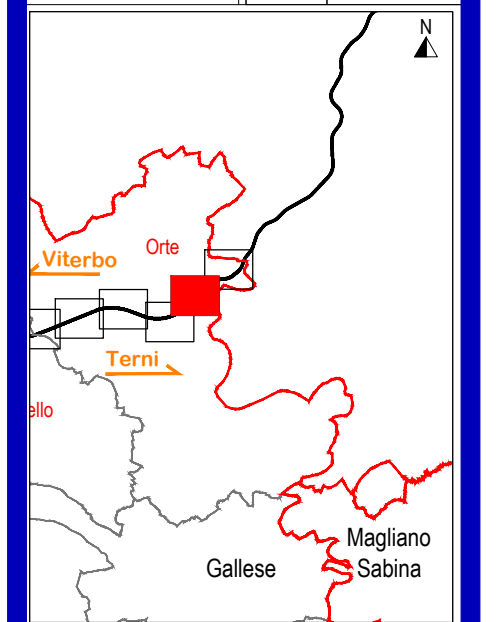 N
Orte
Viterbo
Terni
ello
Magliano
Sabina
Gallese